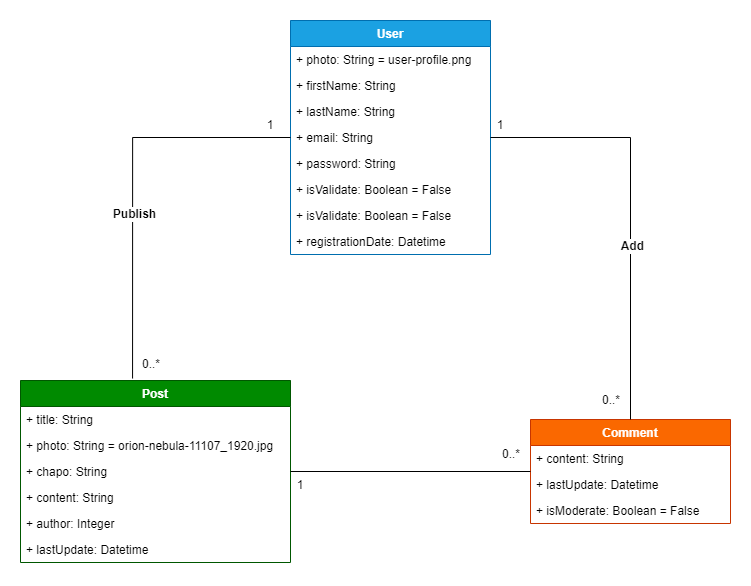 User
+ photo: String = user-profile.png
+ firstName: String
+ lastName: String
+ email: String
+ password: String
+ isValidate: Boolean = False
+ isValidate: Boolean = False
+ registrationDate: Datetime
1
1
Publish
Add
0..*
0..*
Post
+ title: String
+ photo: String = orion-nebula-11107_1920.jpg
+ chapo: String
+ content: String
+ author: Integer
+ lastUpdate: Datetime
1
0..*
Comment
+ content: String
+ lastUpdate: Datetime
+ isModerate: Boolean = False